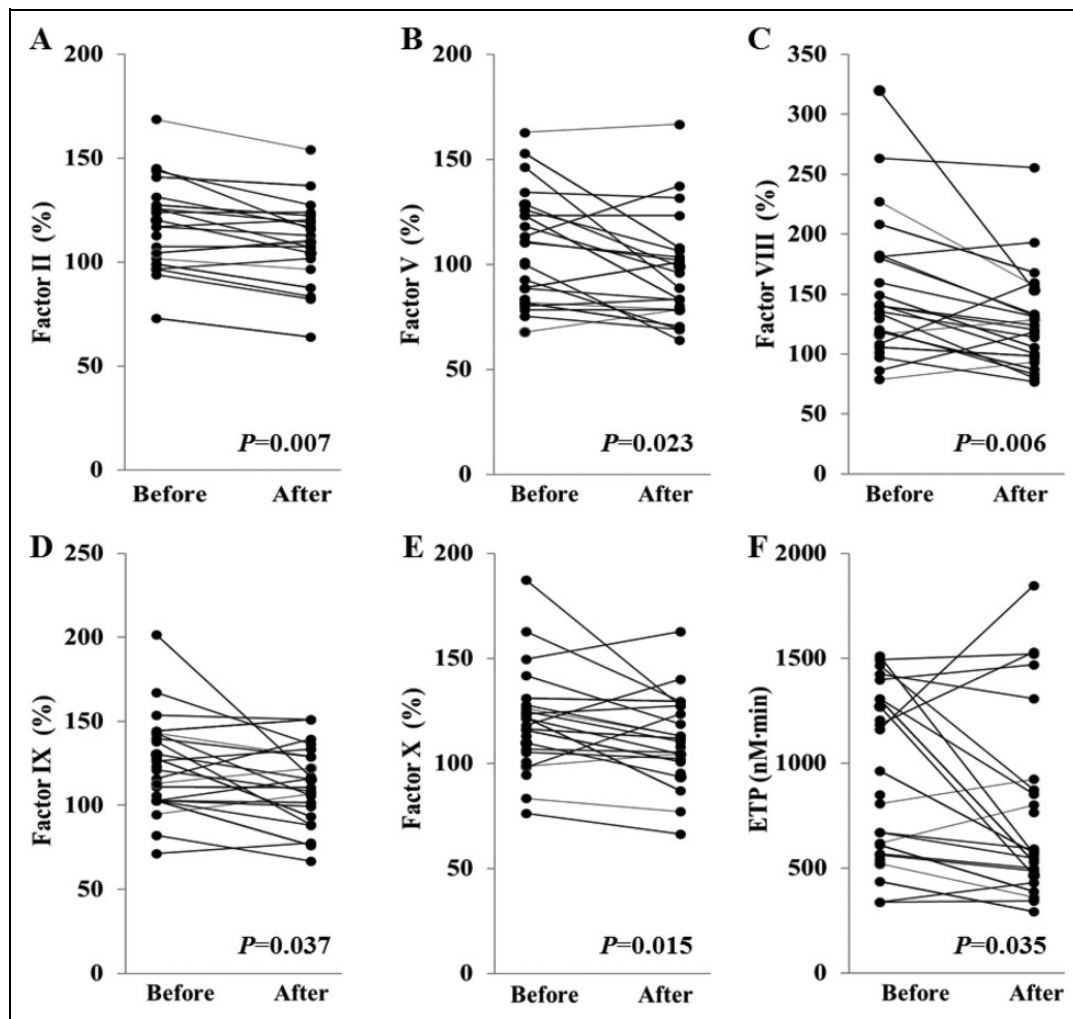 A
Factor II (%)
200
150
100
50
0
Before After
P=0.007
B
Factor V (%)
200
150
100
50
0
Before After
P=0.023
C
Factor VIII (%)
350
300
250
200
150
100
50
0
Before After
P=0.006
D
Factor IX (%)
250
200
150
100
50
0
Before After
P=0.037
E
Factor X (%)
200
150
100
50
0
Before After
P=0.015
F
ETP (nM·min)
2000
1500
1000
500
0
Before After
P=0.035